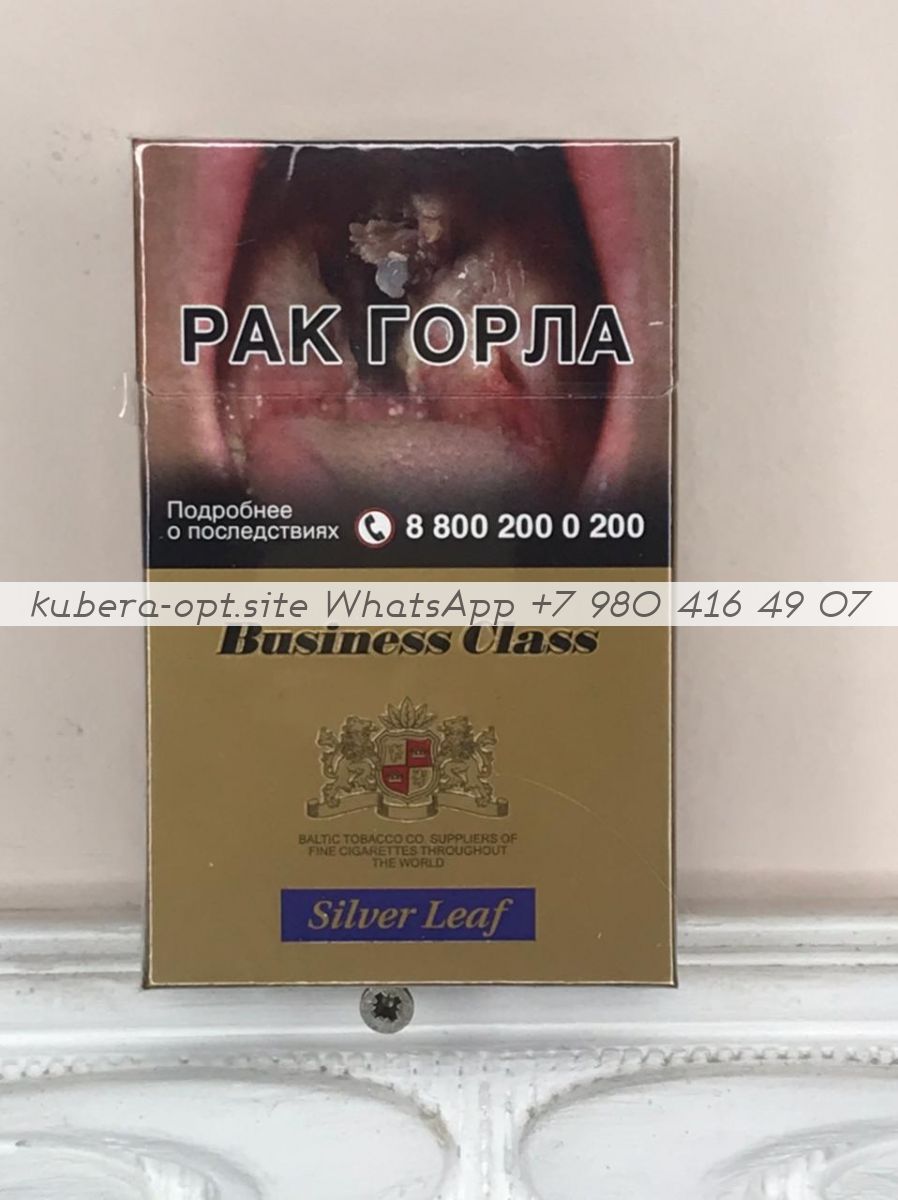 РАК ГОРЛА
Подробнее
о последствиях
8 800 200 0 200
kubera-opt.site WhatsApp +7 980 416 49 07
Business Class
BALTIC TOBACCO CO. SUPPLIERS OF
FINE CIGARETTES THROUGHOUT
THE WORLD
Silver Leaf